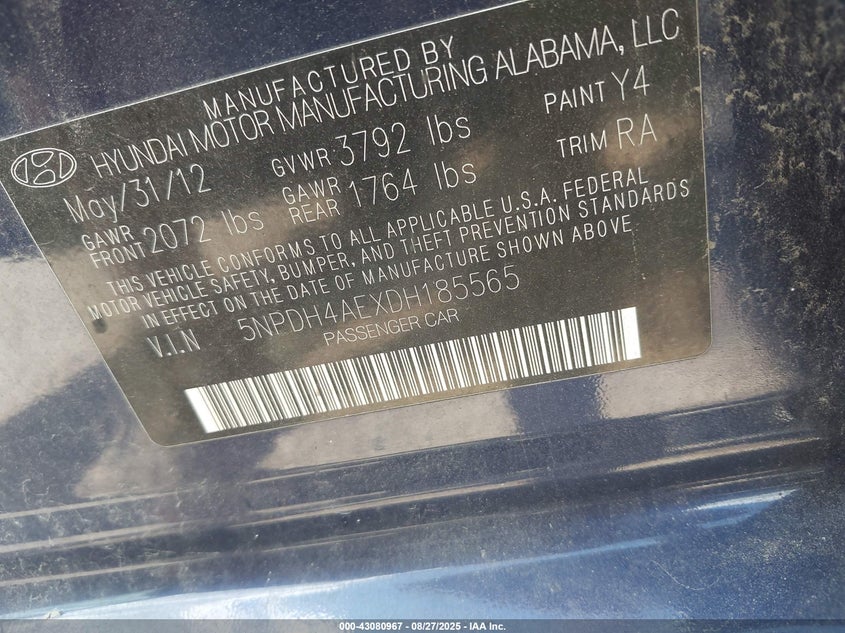 MANUFACTURED BY
HYUNDAI MOTOR MANUFACTURING ALABAMA, LLC
May/31/12 GVWR 3792 lbs PAINT Y4
GAWR FRONT 2072 lbs GAWR REAR 1764 lbs TRIM RA
THIS VEHICLE CONFORMS TO ALL APPLICABLE U.S.A. FEDERAL
MOTOR VEHICLE SAFETY, BUMPER, AND THEFT PREVENTION STANDARDS
IN EFFECT ON THE DATE OF MANUFACTURE SHOWN ABOVE
V.I.N 5NPDH4AEXDH185565
PASSENGER CAR
000-43080967 - 08/27/2025 - IAA Inc.